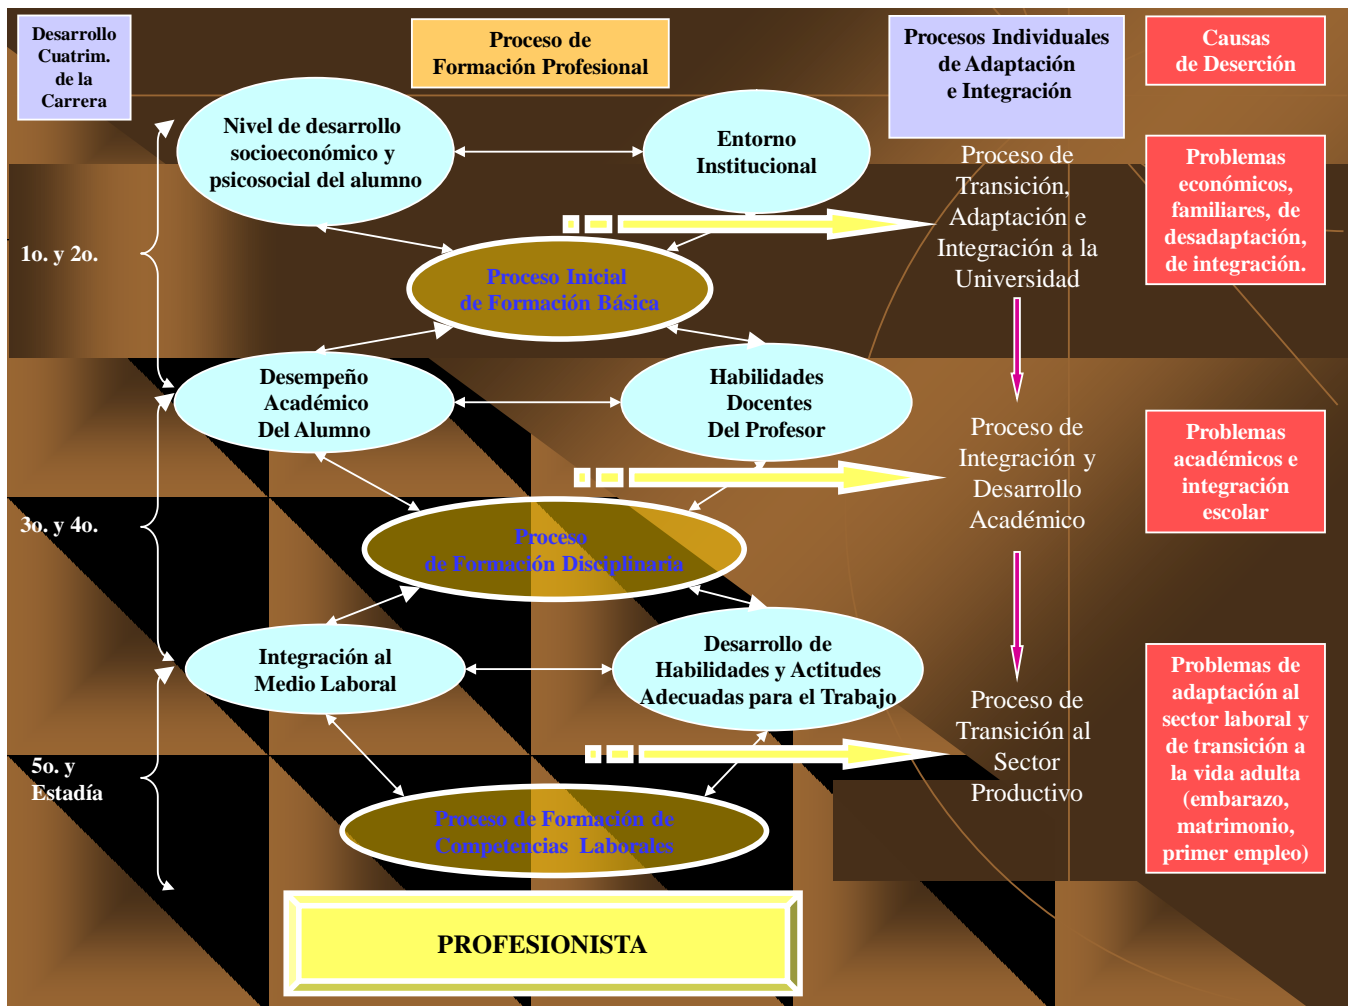 Desarrollo
Cuatrim.
de la
Carrera
Proceso de
Formación Profesional
Procesos Individuales
de Adaptación
e Integración
Causas
de Deserción
Nivel de desarrollo
socioeconómico y
psicosocial del alumno
Entorno
Institucional
Proceso de
Transición,
Adaptación e
Integración a la
Universidad
Problemas
económicos,
familiares, de
desadaptación,
de integración.
1o. y 2o.
Proceso Inicial
de Formación Básica
Desempeño
Académico
Del Alumno
Habilidades
Docentes
Del Profesor
Proceso de
Integración y
Desarrollo
Académico
Problemas
académicos e
integración
escolar
3o. y 4o.
Proceso
de Formación Disciplinaria
Integración al
Medio Laboral
Desarrollo de
Habilidades y Actitudes
Adecuadas para el Trabajo
Proceso de
Transición al
Sector
Productivo
Problemas de
adaptación al
sector laboral y
de transición a
la vida adulta
(embarazo,
matrimonio,
primer empleo)
5o. y
Estadía
Proceso de Formación de
Competencias Laborales
PROFESIONISTA